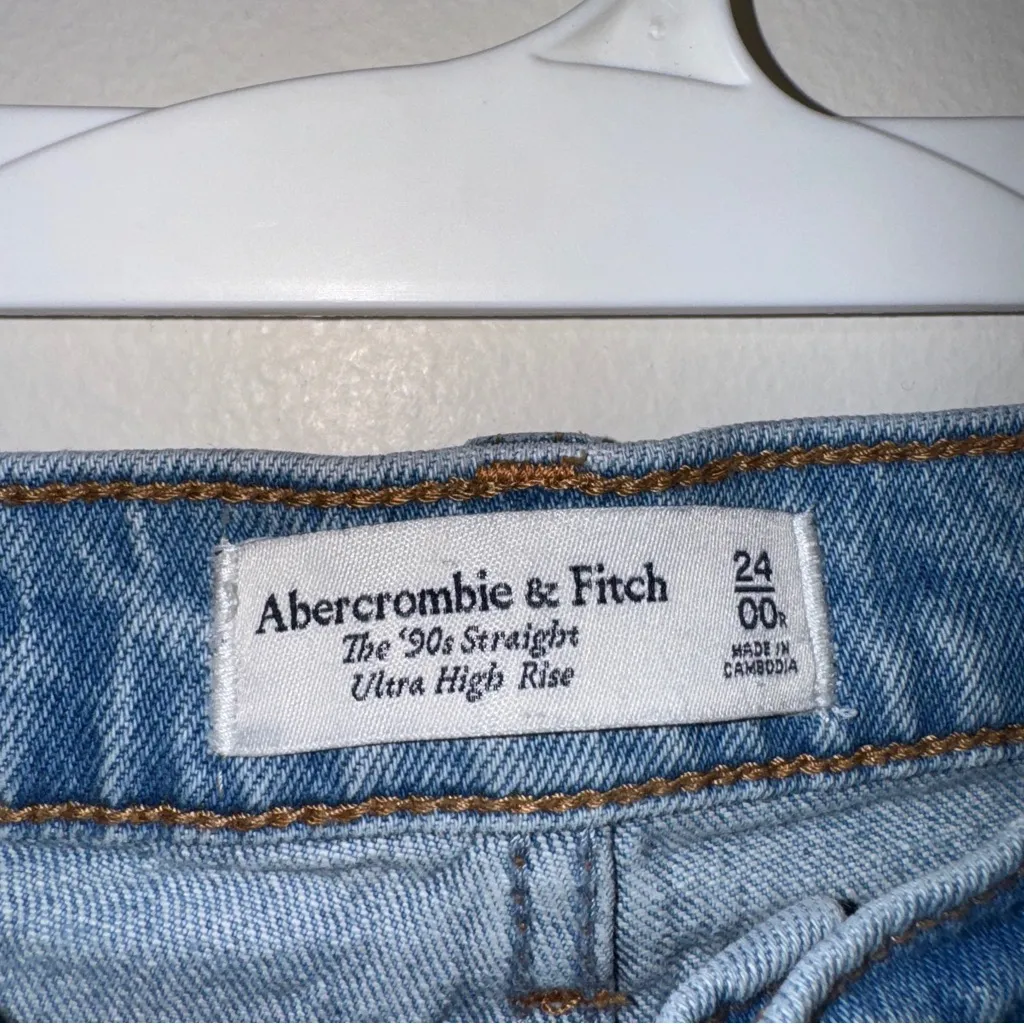 Abercrombie & Fitch
The '90s Straight
Ultra High Rise
24
00R
MADE IN
CAMBODIA